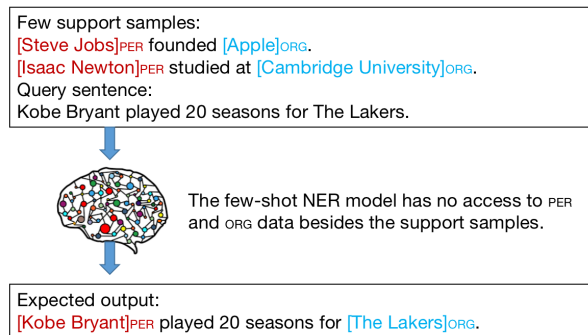 Few support samples:
[Steve Jobs]PER founded [Apple]ORG.
[Isaac Newton]PER studied at [Cambridge University]ORG.
Query sentence:
Kobe Bryant played 20 seasons for The Lakers.
The few-shot NER model has no access to PER
and ORG data besides the support samples.
Expected output:
[Kobe Bryant]PER played 20 seasons for [The Lakers]ORG.